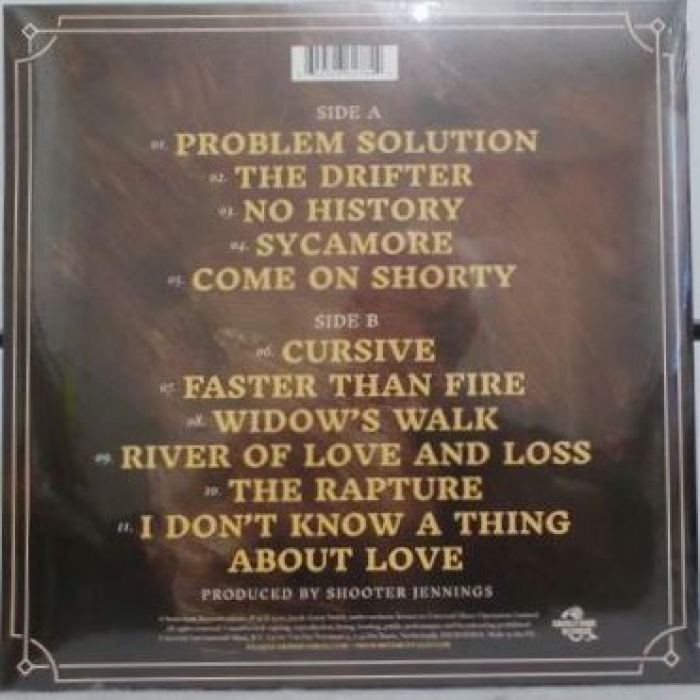 SIDE A
01. PROBLEM SOLUTION
02. THE DRIFTER
03. NO HISTORY
04. SYCAMORE
05. COME ON SHORTY
SIDE B
06. CURSIVE
07. FASTER THAN FIRE
08. WIDOW'S WALK
09. RIVER OF LOVE AND LOSS
10. THE RAPTURE
11. I DON'T KNOW A THING
ABOUT LOVE
PRODUCED BY SHOOTER JENNINGS